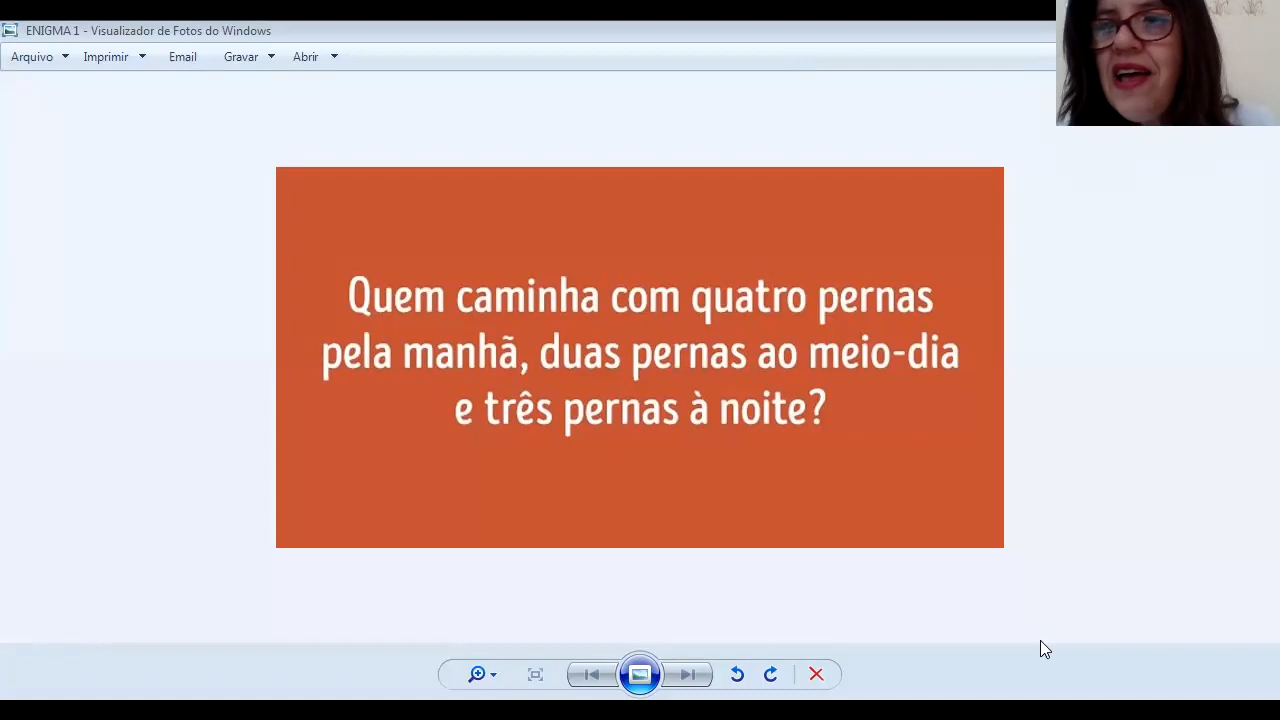 ENIGMA 1 - Visualizador de Fotos do Windows
Arquivo Imprimir Email Gravar Abrir
Quem caminha com quatro pernas
pela manhã, duas pernas ao meio-dia
e três pernas à noite?